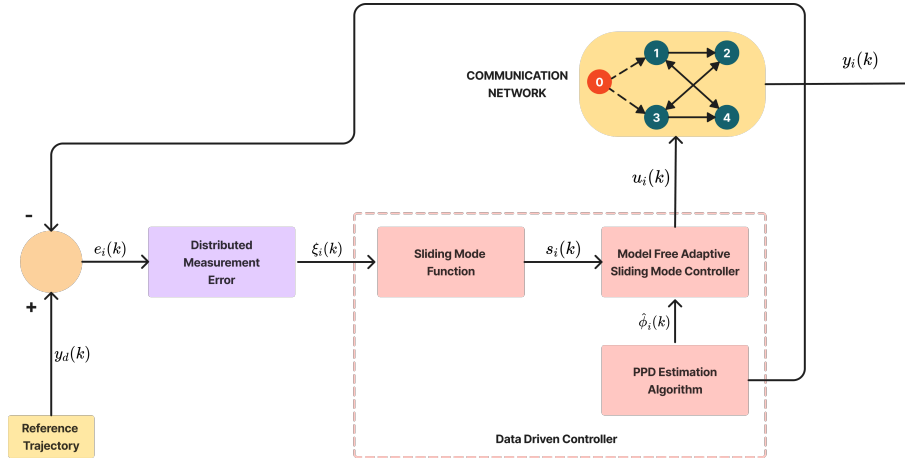 COMMUNICATION
NETWORK
0
1
2
3
4
y_i(k)
u_i(k)
-
+
e_i(k)
Distributed
Measurement
Error
ξ_i(k)
Sliding Mode
Function
s_i(k)
Model Free Adaptive
Sliding Mode Controller
ϕ̂_i(k)
y_d(k)
PPD Estimation
Algorithm
Reference
Trajectory
Data Driven Controller